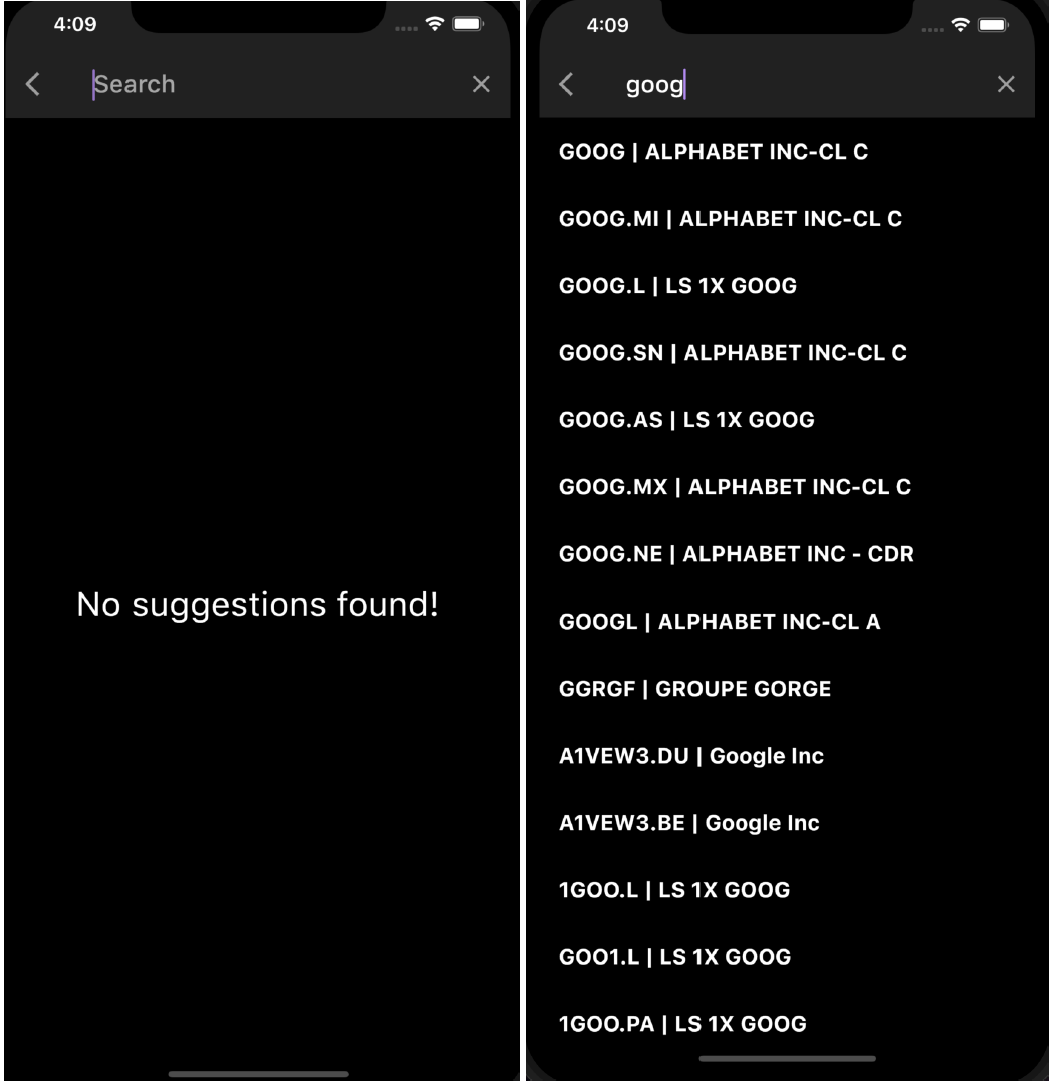 4:09
Search
No suggestions found!
4:09
goog
GOOG | ALPHABET INC-CL C
GOOG.MI | ALPHABET INC-CL C
GOOG.L | LS 1X GOOG
GOOG.SN | ALPHABET INC-CL C
GOOG.AS | LS 1X GOOG
GOOG.MX | ALPHABET INC-CL C
GOOG.NE | ALPHABET INC - CDR
GOOGL | ALPHABET INC-CL A
GGRGF | GROUPE GORGE
A1VEW3.DU | Google Inc
A1VEW3.BE | Google Inc
1GOO.L | LS 1X GOOG
GOO1.L | LS 1X GOOG
1GOO.PA | LS 1X GOOG